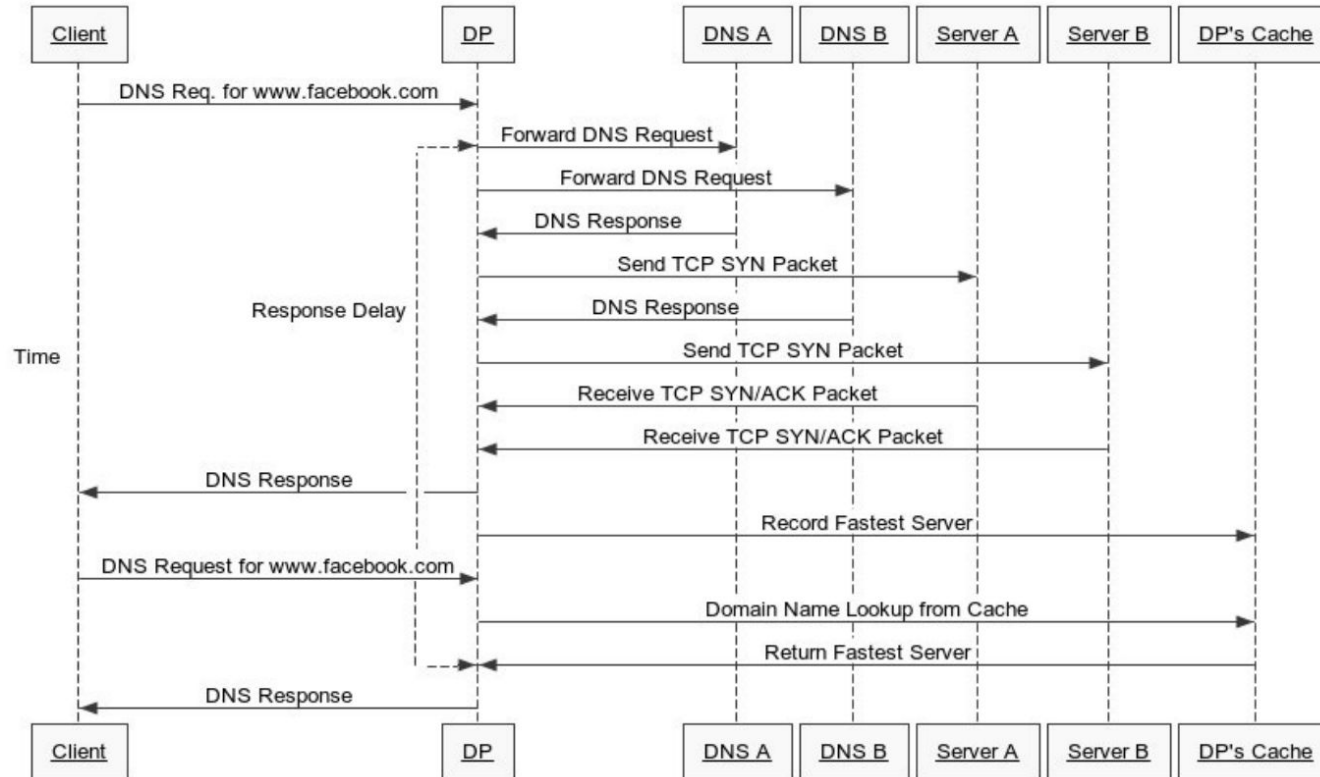 Client
DP
DNS A
DNS B
Server A
Server B
DP's Cache
DNS Req. for www.facebook.com
Forward DNS Request
Forward DNS Request
DNS Response
Send TCP SYN Packet
Response Delay
DNS Response
Time
Send TCP SYN Packet
Receive TCP SYN/ACK Packet
Receive TCP SYN/ACK Packet
DNS Response
Record Fastest Server
DNS Request for www.facebook.com
Domain Name Lookup from Cache
Return Fastest Server
DNS Response
Client
DP
DNS A
DNS B
Server A
Server B
DP's Cache